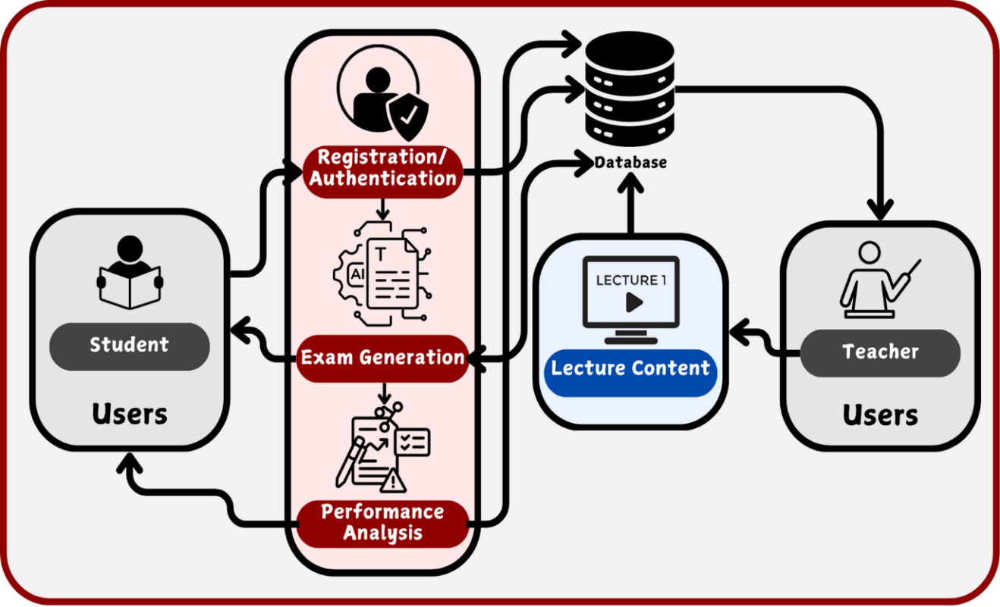 Registration/
Authentication
T
AI
Exam Generation
Performance
Analysis
Student
Users
Database
LECTURE 1
Lecture Content
Teacher
Users